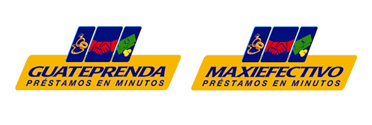 GUATEPRENDA
PRÉSTAMOS EN MINUTOS
MAXIEFECTIVO
PRÉSTAMOS EN MINUTOS